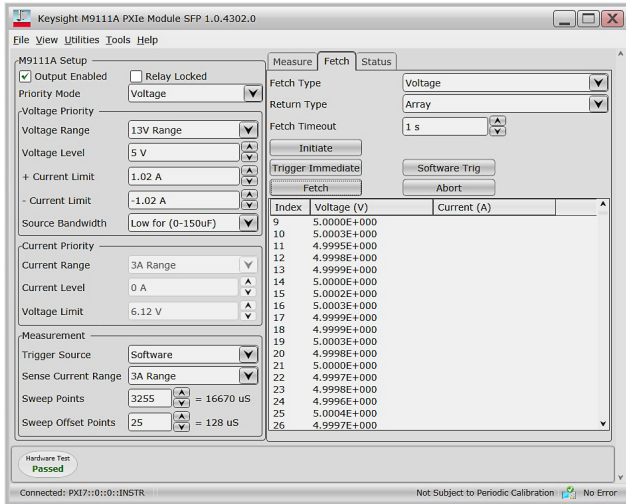 Keysight M9111A PXIe Module SFP 1.0.4302.0
File View Utilities Tools Help
M9111A Setup
Output Enabled Relay Locked
Priority Mode Voltage
Voltage Priority
Voltage Range 13V Range
Voltage Level 5 V
+ Current Limit 1.02 A
- Current Limit -1.02 A
Source Bandwidth Low for (0-150uF)
Current Priority
Current Range 3A Range
Current Level 0 A
Voltage Limit 6.12 V
Measurement
Trigger Source Software
Sense Current Range 3A Range
Sweep Points 3255 = 16670 uS
Sweep Offset Points 25 = 128 uS
Measure Fetch Status
Fetch Type Voltage
Return Type Array
Fetch Timeout 1 s
Initiate
Trigger Immediate Software Trig
Fetch Abort
Index Voltage (V) Current (A)
9 5.0000E+000
10 5.0003E+000
11 4.9995E+000
12 4.9998E+000
13 4.9999E+000
14 5.0000E+000
15 5.0002E+000
16 5.0003E+000
17 4.9999E+000
18 4.9999E+000
19 5.0003E+000
20 4.9998E+000
21 5.0000E+000
22 4.9997E+000
23 4.9998E+000
24 4.9996E+000
25 5.0004E+000
26 4.9997E+000
Hardware Test
Passed
Connected: PXI7::0::0::INSTR Not Subject to Periodic Calibration No Error